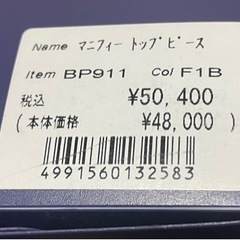 Name マニフィー トップピース
Item BP911 Col F1B
税込 ¥50,400
(本体価格 ¥48,000)
4991560132583